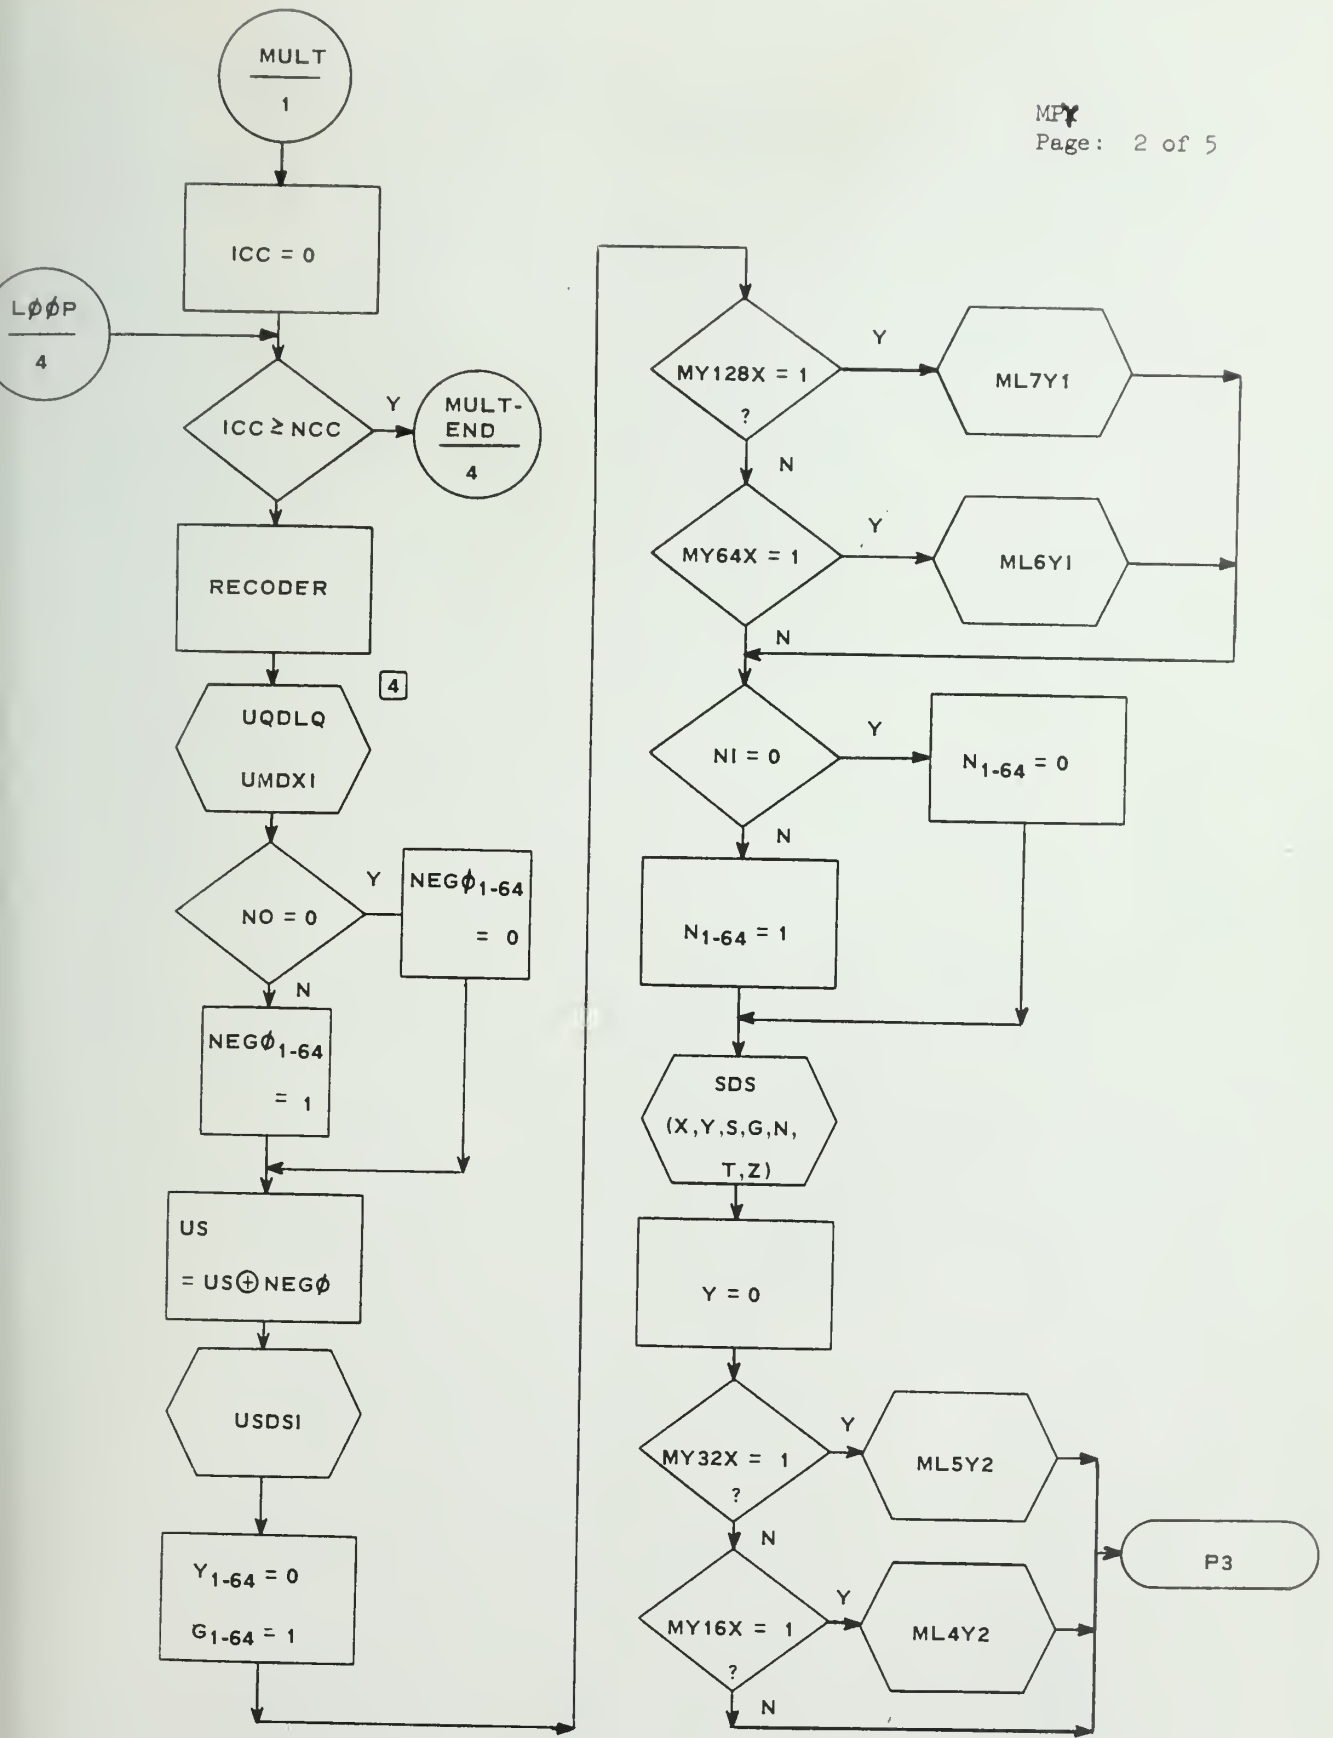 MPY
Page: 2 of 5
MULT
1
ICC = 0
LØØP
4
ICC ≥ NCC
Y
MULT-
END
4
RECODER
4
UQDLQ
UMDXI
NO = 0
Y
NEGØ1-64
= 0
N
NEGØ1-64
= 1
US
= US⊕NEGØ
USDSI
Y1-64 = 0
G1-64 = 1
MY128X = 1
?
Y
ML7Y1
N
MY64X = 1
Y
ML6Y1
N
NI = 0
Y
N1-64 = 0
N
N1-64 = 1
SDS
(X,Y,S,G,N,
T,Z)
Y = 0
MY32X = 1
?
Y
ML5Y2
N
MY16X = 1
?
Y
ML4Y2
N
P3